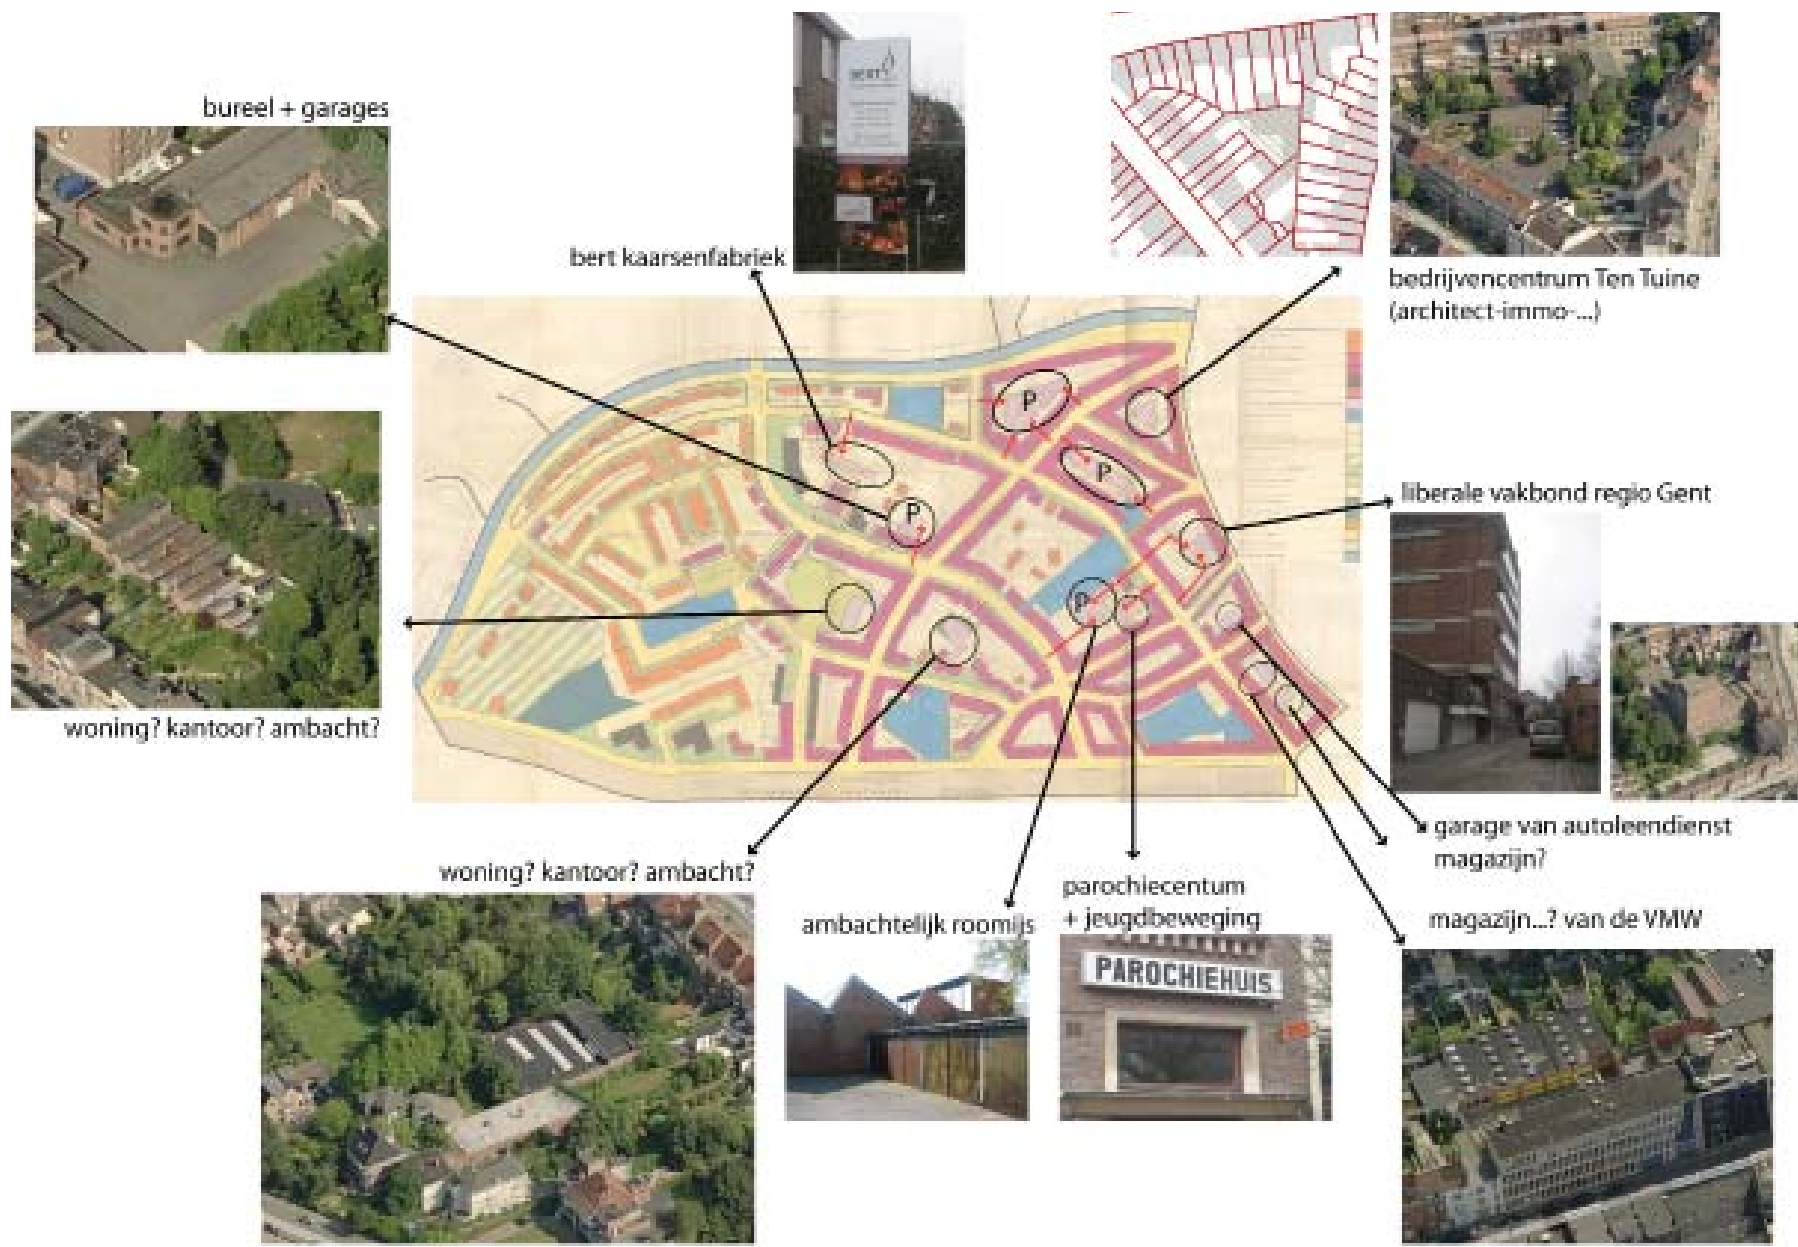 bureel + garages
BERT
bert kaarsenfabriek
bedrijvencentrum Ten Tuine
(architect-immo-...)
P
P
P
P
liberale vakbond regio Gent
woning? kantoor? ambacht?
garage van autoleendienst
magazijn?
woning? kantoor? ambacht?
ambachtelijk roomijs
parochiecentum
+ jeugdbeweging
PAROCHIEHUIS
magazijn...? van de VMW